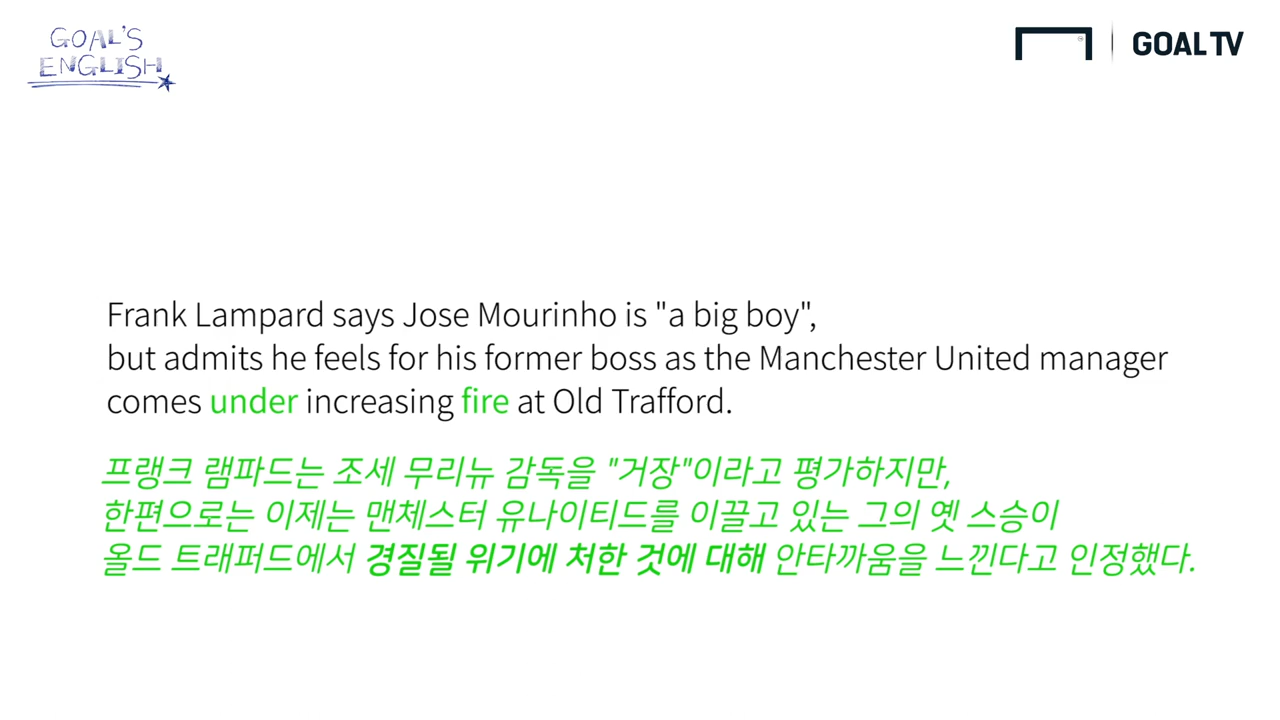 GOAL'S
ENGLISH
GOAL TV
Frank Lampard says Jose Mourinho is "a big boy",
but admits he feels for his former boss as the Manchester United manager
comes under increasing fire at Old Trafford.
프랭크 램파드는 조세 무리뉴 감독을 "거장"이라고 평가하지만,
한편으로는 이제는 맨체스터 유나이티드를 이끌고 있는 그의 옛 스승이
올드 트래퍼드에서 경질될 위기에 처한 것에 대해 안타까움을 느낀다고 인정했다.